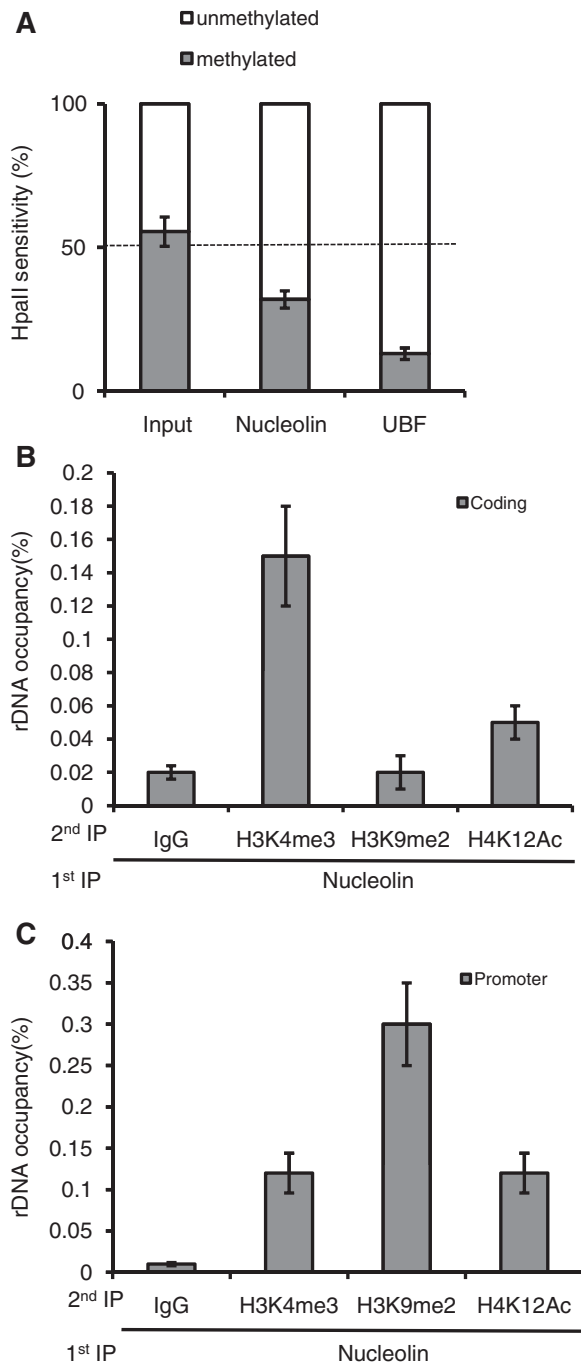 A
unmethylated
methylated
HpaII sensitivity (%)
100
50
0
Input Nucleolin UBF
B
rDNA occupancy(%)
Coding
0.2
0.18
0.16
0.14
0.12
0.1
0.08
0.06
0.04
0.02
0
2nd IP IgG H3K4me3 H3K9me2 H4K12Ac
1st IP Nucleolin
C
rDNA occupancy(%)
Promoter
0.4
0.35
0.3
0.25
0.2
0.15
0.1
0.05
0
2nd IP IgG H3K4me3 H3K9me2 H4K12Ac
1st IP Nucleolin